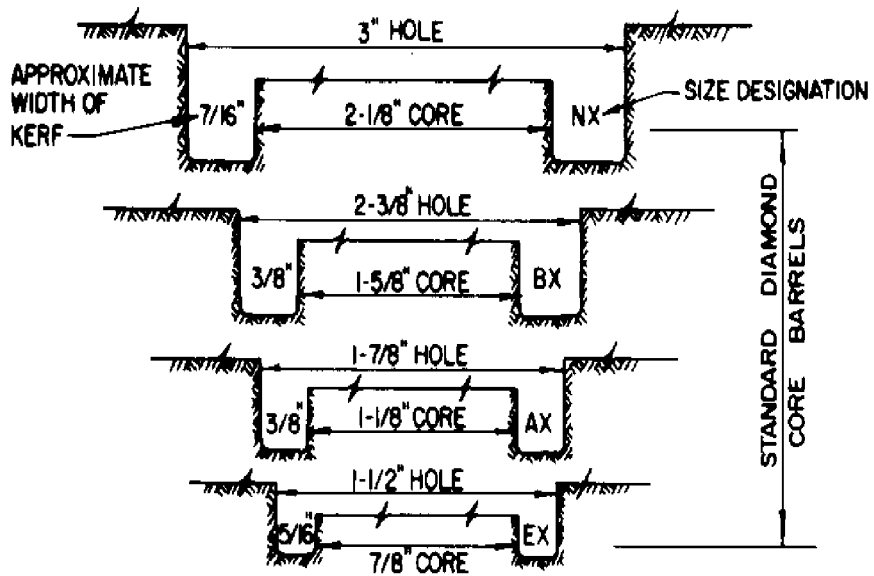 3" HOLE
APPROXIMATE
WIDTH OF
KERF
7/16"
2-1/8" CORE
NX
SIZE DESIGNATION
2-3/8" HOLE
3/8"
1-5/8" CORE
BX
1-7/8" HOLE
3/8"
1-1/8" CORE
AX
1-1/2" HOLE
5/16"
7/8" CORE
EX
STANDARD DIAMOND
CORE BARRELS